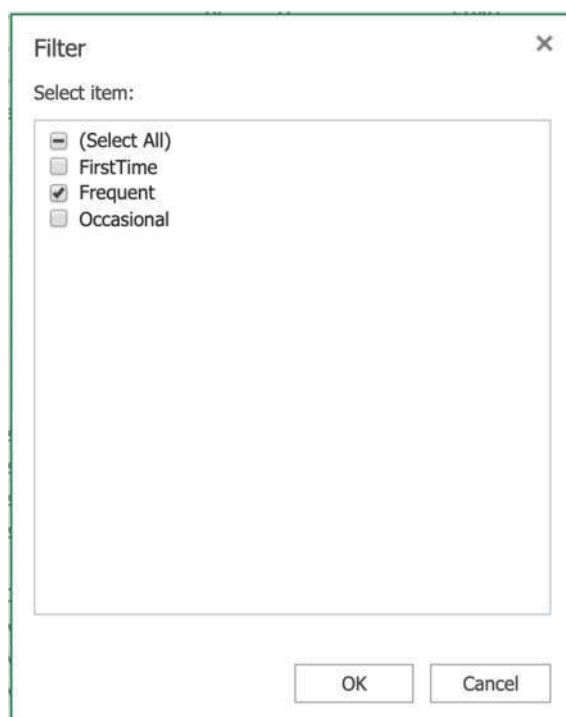 Filter
Select item:
(Select All)
FirstTime
Frequent
Occasional
OK
Cancel